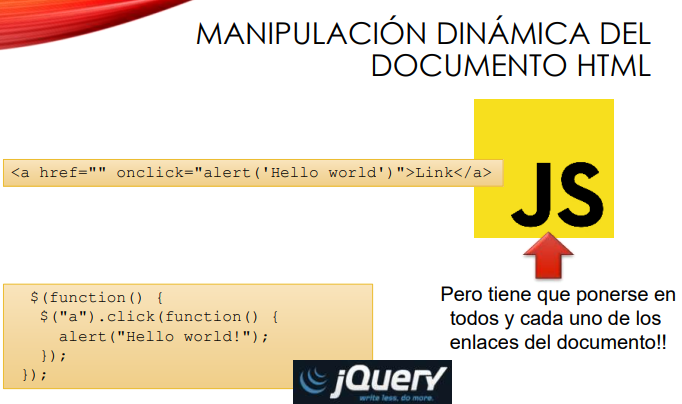 MANIPULACIÓN DINÁMICA DEL
DOCUMENTO HTML
<a href="" onclick="alert('Hello world')">Link</a>
JS
Pero tiene que ponerse en
todos y cada uno de los
enlaces del documento!!
$(function() {
$("a").click(function() {
alert("Hello world!");
});
});
jQuery
write less, do more.